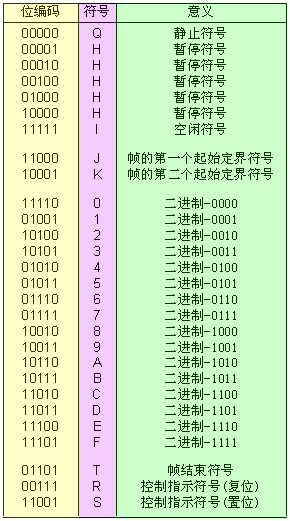 位编码 符号 意义
00000 Q 静止符号
00001 H 暂停符号
00010 H 暂停符号
00100 H 暂停符号
01000 H 暂停符号
10000 H 暂停符号
11111 I 空闲符号
11000 J 帧的第一个起始定界符号
10001 K 帧的第二个起始定界符号
11110 0 二进制-0000
01001 1 二进制-0001
10100 2 二进制-0010
10101 3 二进制-0011
01010 4 二进制-0100
01011 5 二进制-0101
01110 6 二进制-0110
01111 7 二进制-0111
10010 8 二进制-1000
10011 9 二进制-1001
10110 A 二进制-1010
10111 B 二进制-1011
11010 C 二进制-1100
11011 D 二进制-1101
11100 E 二进制-1110
11101 F 二进制-1111
01101 T 帧结束符号
00111 R 控制指示符号(复位)
11001 S 控制指示符号(置位)